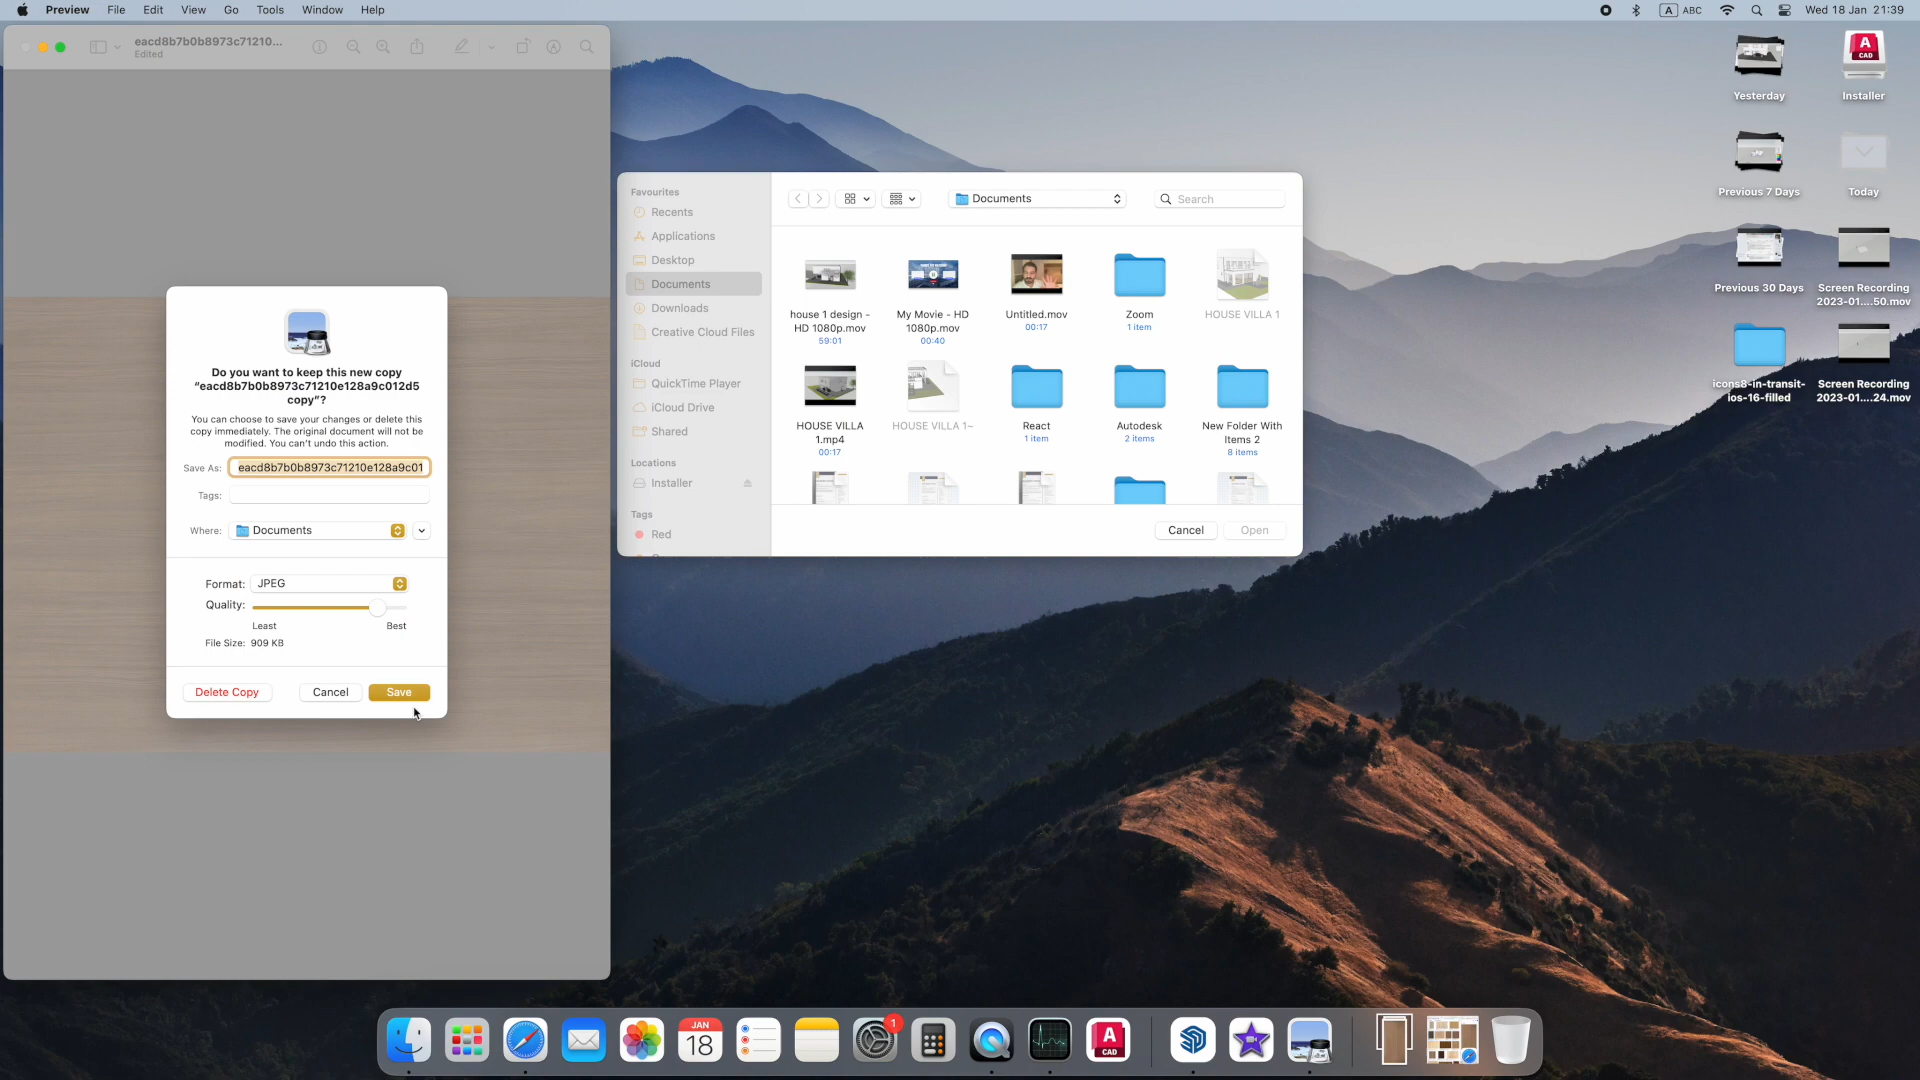 Preview File Edit View Go Tools Window Help
A ABC Wed 18 Jan 21:39
eacd8b7b0b8973c71210...
Edited
Do you want to keep this new copy
“eacd8b7b0b8973c71210e128a9c012d5
copy”?
You can choose to save your changes or delete this
copy immediately. The original document will not be
modified. You can’t undo this action.
Save As: eacd8b7b0b8973c71210e128a9c01
Tags:
Where: Documents
Format: JPEG
Quality:
Least Best
File Size: 909 KB
Delete Copy Cancel Save
Favourites
Recents
Applications
Desktop
Documents
Downloads
Creative Cloud Files
iCloud
QuickTime Player
iCloud Drive
Shared
Locations
Installer
Tags
Red
Documents
Search
house 1 design -
HD 1080p.mov
59:01
My Movie - HD
1080p.mov
00:40
Untitled.mov
00:17
Zoom
1 item
HOUSE VILLA 1
HOUSE VILLA
1.mp4
00:17
HOUSE VILLA 1~
React
1 item
Autodesk
2 items
New Folder With
Items 2
8 items
Cancel Open
Yesterday
A
CAD
Installer
Previous 7 Days
Today
Previous 30 Days
Screen Recording
2023-01....50.mov
icons8-in-transit-
ios-16-filled
Screen Recording
2023-01....24.mov
JAN
18
1
A
CAD